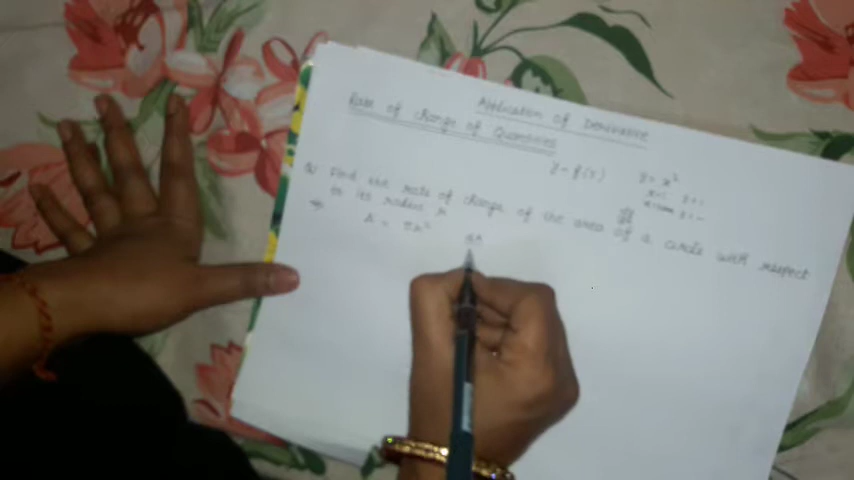 Application of Derivative
Rate of change of Quantities
y = f(x) y = x²
Q Find the rate of change of the area of a circle with respect
to its radius r
A = πr²